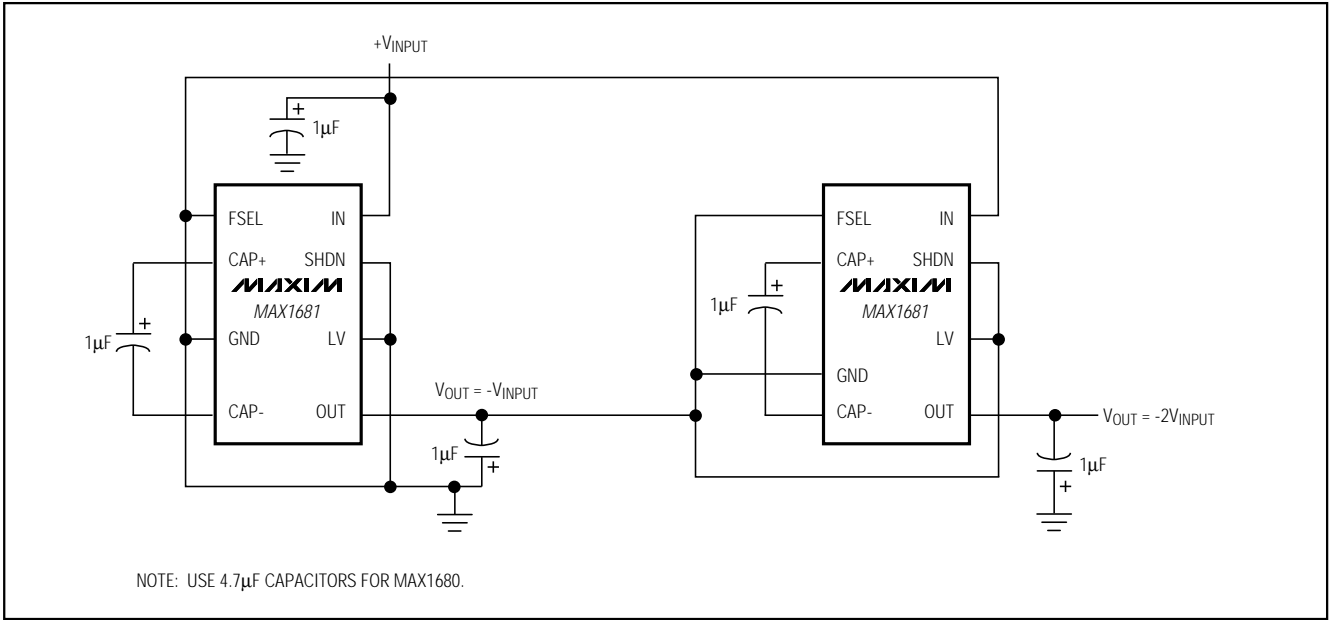 +VINPUT
+
1µF
FSEL IN
CAP+ SHDN
MAXIM
MAX1681
GND LV
CAP- OUT
+
1µF
VOUT = -VINPUT
1µF
+
FSEL IN
CAP+ SHDN
MAXIM
MAX1681
LV
GND
CAP- OUT
+
1µF
VOUT = -2VINPUT
1µF
+
NOTE: USE 4.7µF CAPACITORS FOR MAX1680.